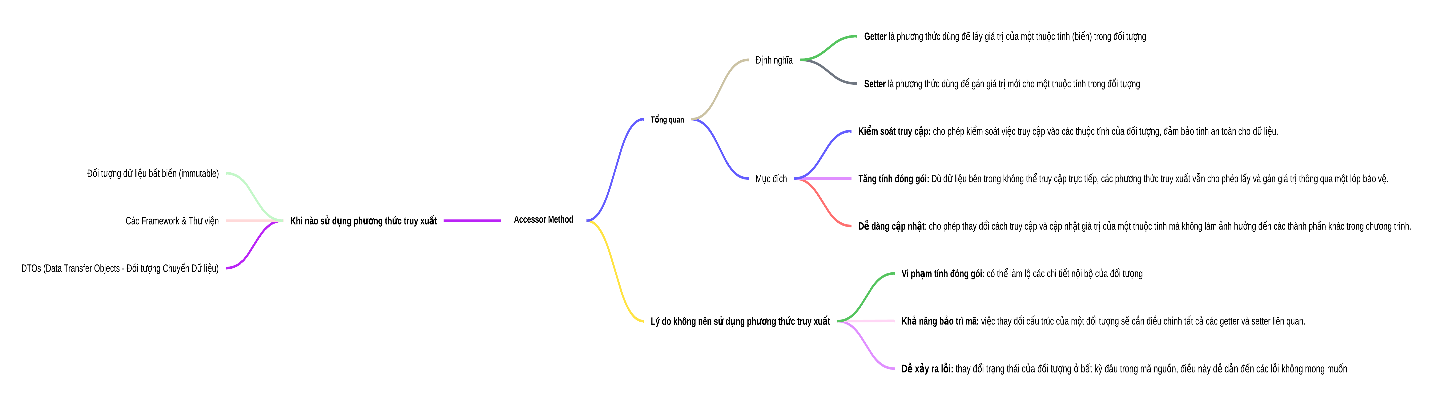 Accessor Method
Tổng quan
Định nghĩa
Getter là phương thức dùng để lấy giá trị của một thuộc tính (biến) trong đối tượng
Setter là phương thức dùng để gán giá trị mới cho một thuộc tính trong đối tượng
Mục đích
Kiểm soát truy cập: cho phép kiểm soát việc truy cập vào các thuộc tính của đối tượng, đảm bảo tính an toàn cho dữ liệu.
Tăng tính đóng gói: Dù dữ liệu bên trong không thể truy cập trực tiếp, các phương thức truy xuất vẫn cho phép lấy và gán giá trị thông qua một lớp bảo vệ.
Dễ dàng cập nhật: cho phép thay đổi cách truy cập và cập nhật giá trị của một thuộc tính mà không làm ảnh hưởng đến các thành phần khác trong chương trình.
Lý do không nên sử dụng phương thức truy xuất
Vi phạm tính đóng gói: có thể làm lộ các chi tiết nội bộ của đối tượng
Khả năng bảo trì mã: việc thay đổi cấu trúc của một đối tượng sẽ cần điều chỉnh tất cả các getter và setter liên quan.
Dễ xảy ra lỗi: thay đổi trạng thái của đối tượng ở bất kỳ đâu trong mã nguồn, điều này dễ dẫn đến các lỗi không mong muốn
Khi nào sử dụng phương thức truy xuất
Đối tượng dữ liệu bất biến (immutable)
Các Framework & Thư viện
DTOs (Data Transfer Objects - Đối tượng Chuyển Dữ liệu)